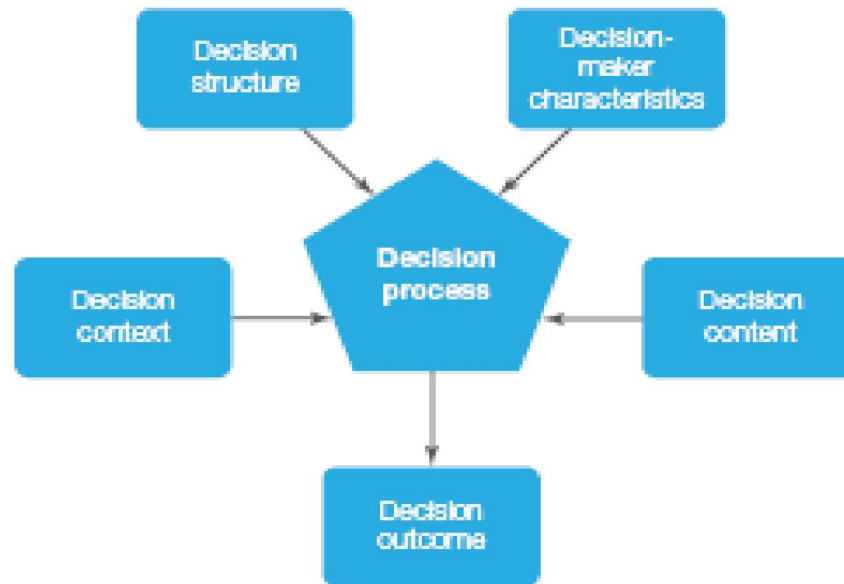 Decision
structure
Decision-
maker
characteristics
Decision
process
Decision
context
Decision
content
Decision
outcome